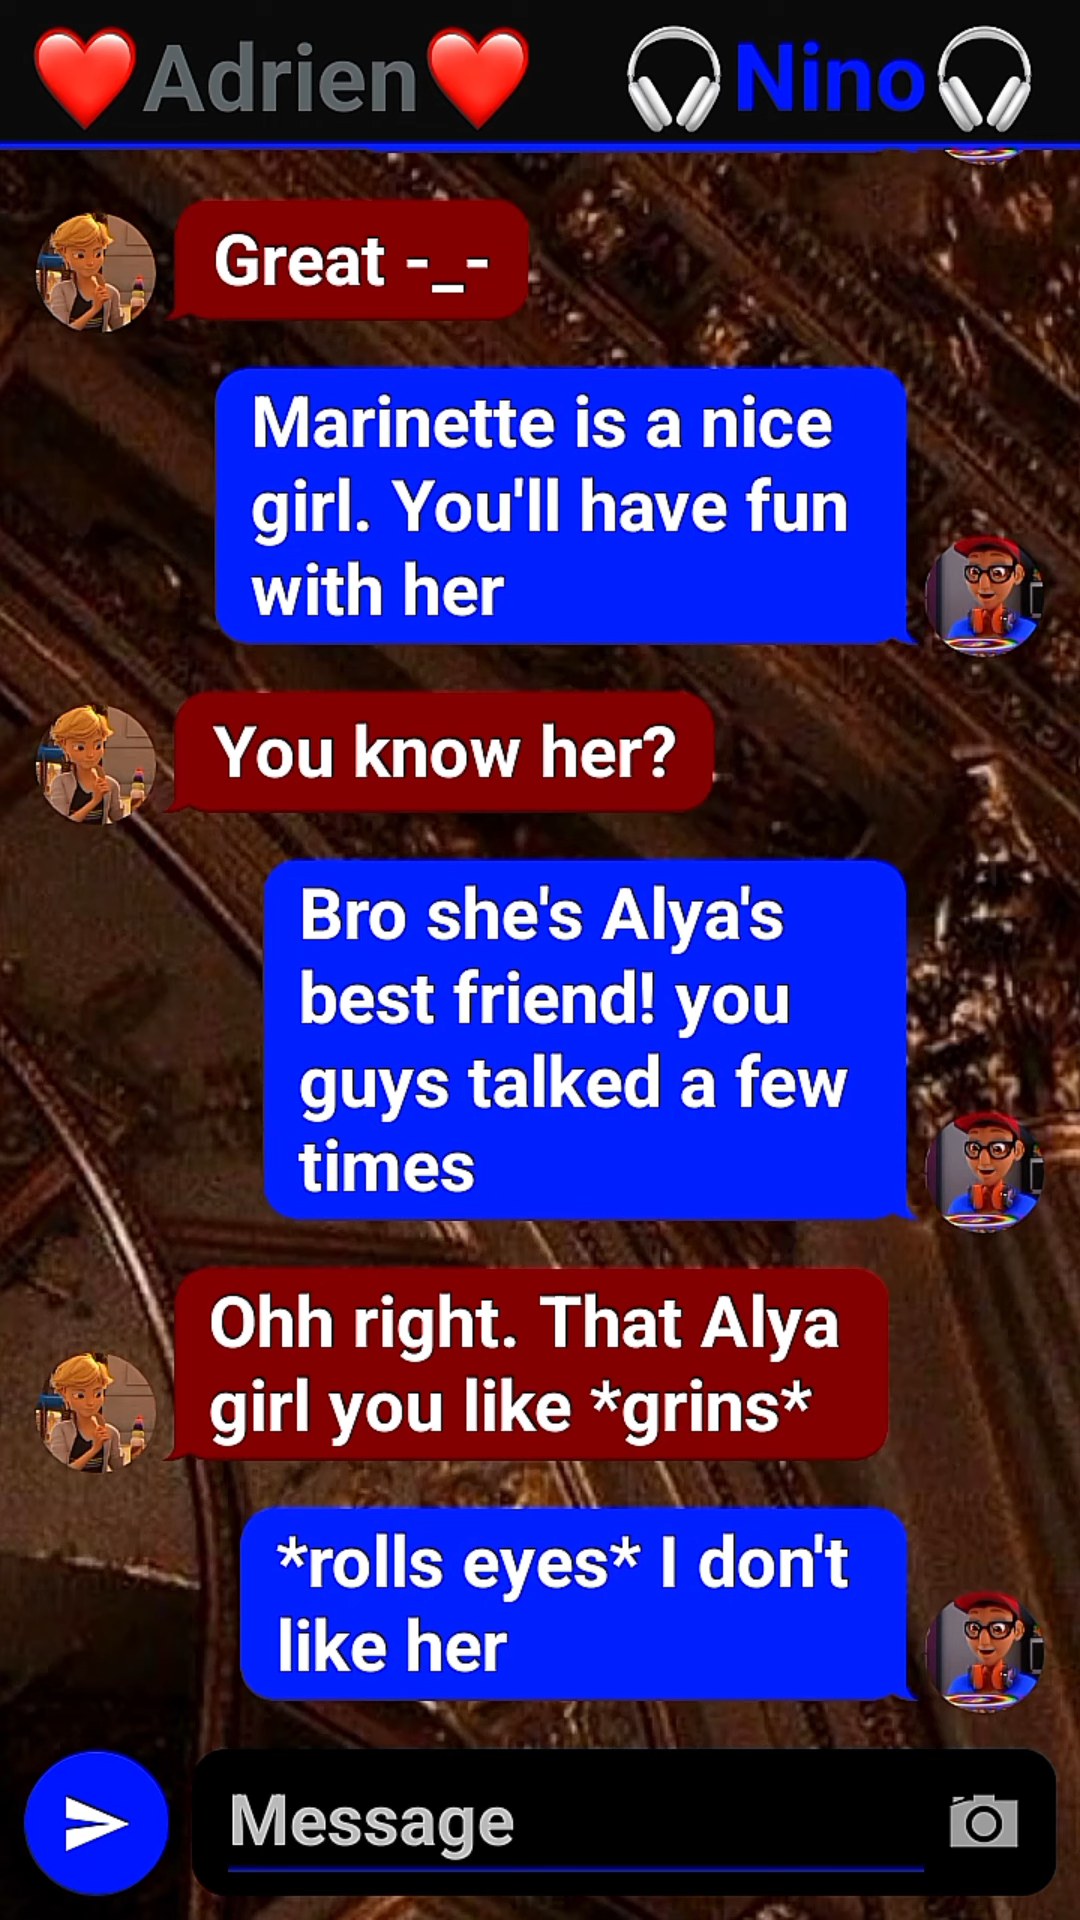 ❤️Adrien❤️ 🎧Nino🎧
Great -_-
Marinette is a nice
girl. You'll have fun
with her
You know her?
Bro she's Alya's
best friend! you
guys talked a few
times
Ohh right. That Alya
girl you like *grins*
*rolls eyes* I don't
like her
Message